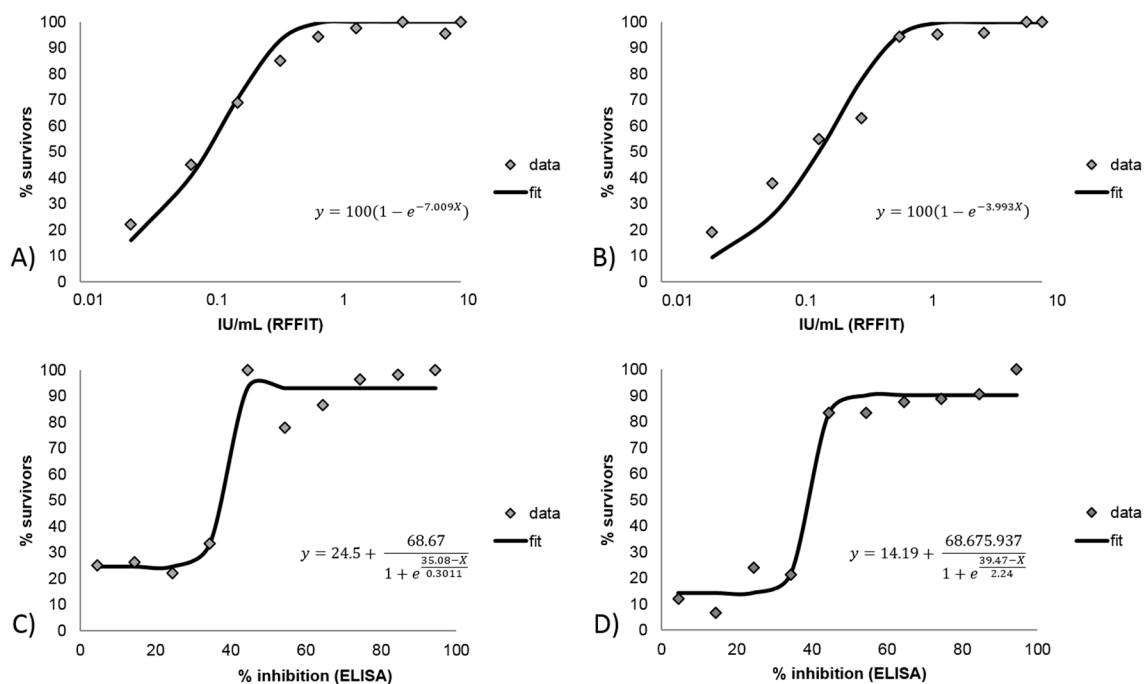 A)
% survivors
100
90
80
70
60
50
40
30
20
10
0
0.01
0.1
1
10
IU/mL (RFFIT)
data
fit
y = 100(1 − e^{−7.009X})
B)
% survivors
100
90
80
70
60
50
40
30
20
10
0
0.01
0.1
1
10
IU/mL (RFFIT)
data
fit
y = 100(1 − e^{−3.993X})
C)
% survivors
100
90
80
70
60
50
40
30
20
10
0
0
20
40
60
80
100
% inhibition (ELISA)
data
fit
y = 24.5 + \frac{68.67}{1 + e^{\frac{35.08−X}{0.3011}}}
D)
% survivors
100
90
80
70
60
50
40
30
20
10
0
0
20
40
60
80
100
% inhibition (ELISA)
data
fit
y = 14.19 + \frac{68.675.937}{1 + e^{\frac{39.47−X}{2.24}}}